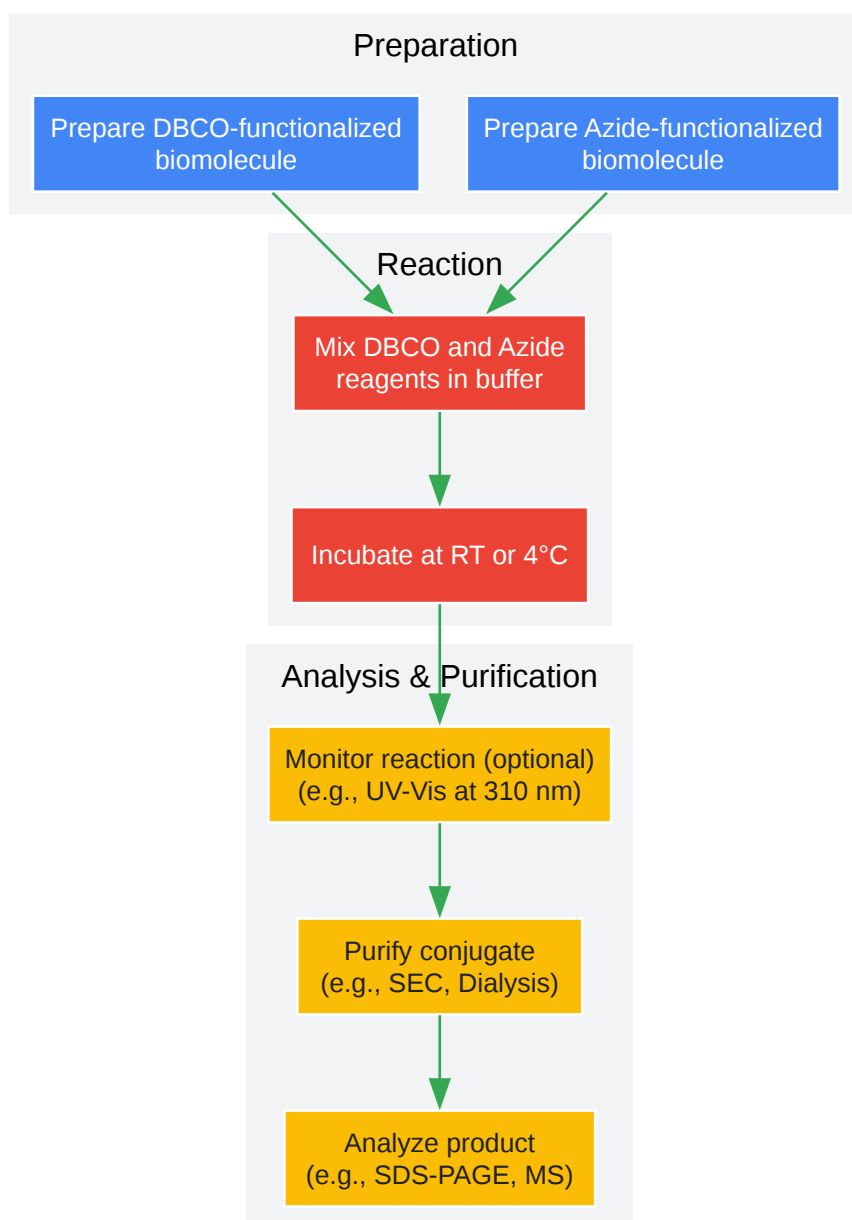 Preparation
Prepare DBCO-functionalized
biomolecule
Prepare Azide-functionalized
biomolecule
Reaction
Mix DBCO and Azide
reagents in buffer
Incubate at RT or 4°C
Analysis & Purification
Monitor reaction (optional)
(e.g., UV-Vis at 310 nm)
Purify conjugate
(e.g., SEC, Dialysis)
Analyze product
(e.g., SDS-PAGE, MS)